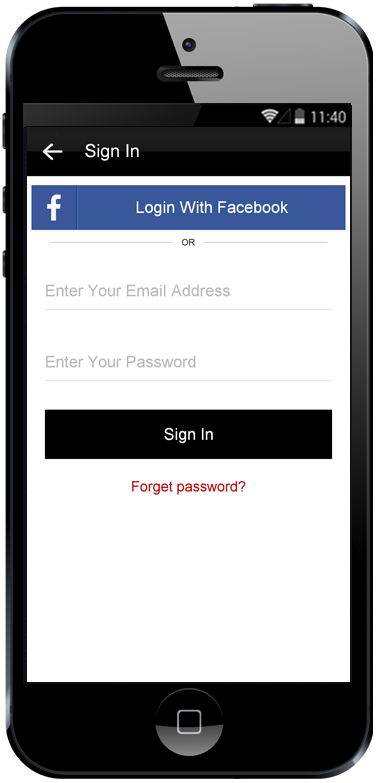 11:40
Sign In
f Login With Facebook
OR
Enter Your Email Address
Enter Your Password
Sign In
Forget password?